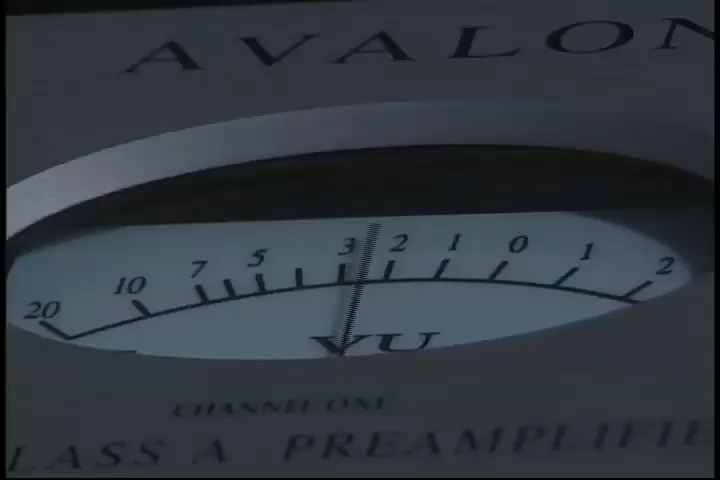 AVALON
20 10 7 5 3 2 1 0 1 2
VU
CHANNEL ONE
LASS A PREAMPLIFIE